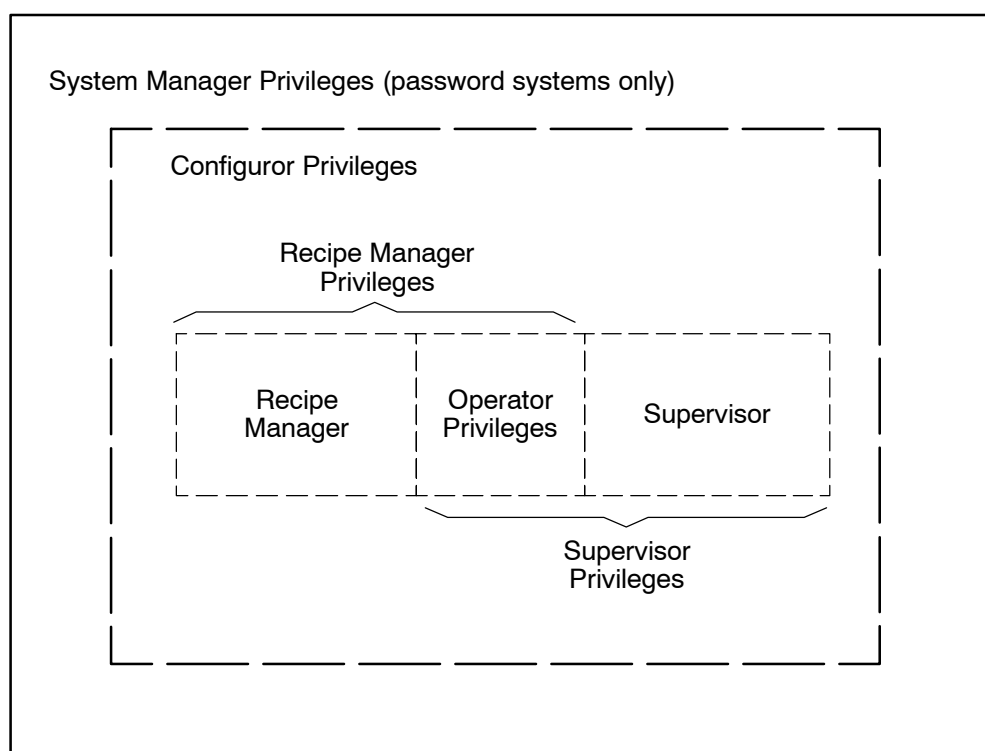 System Manager Privileges (password systems only)
Configuror Privileges
Recipe Manager
Privileges
Recipe
Manager
Operator
Privileges
Supervisor
Supervisor
Privileges